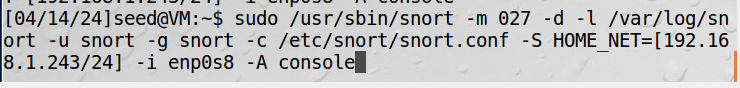 [04/14/24]seed@VM:~$ sudo /usr/sbin/snort -m 027 -d -l /var/log/sn
ort -u snort -g snort -c /etc/snort/snort.conf -S HOME_NET=[192.16
8.1.243/24] -i enp0s8 -A console